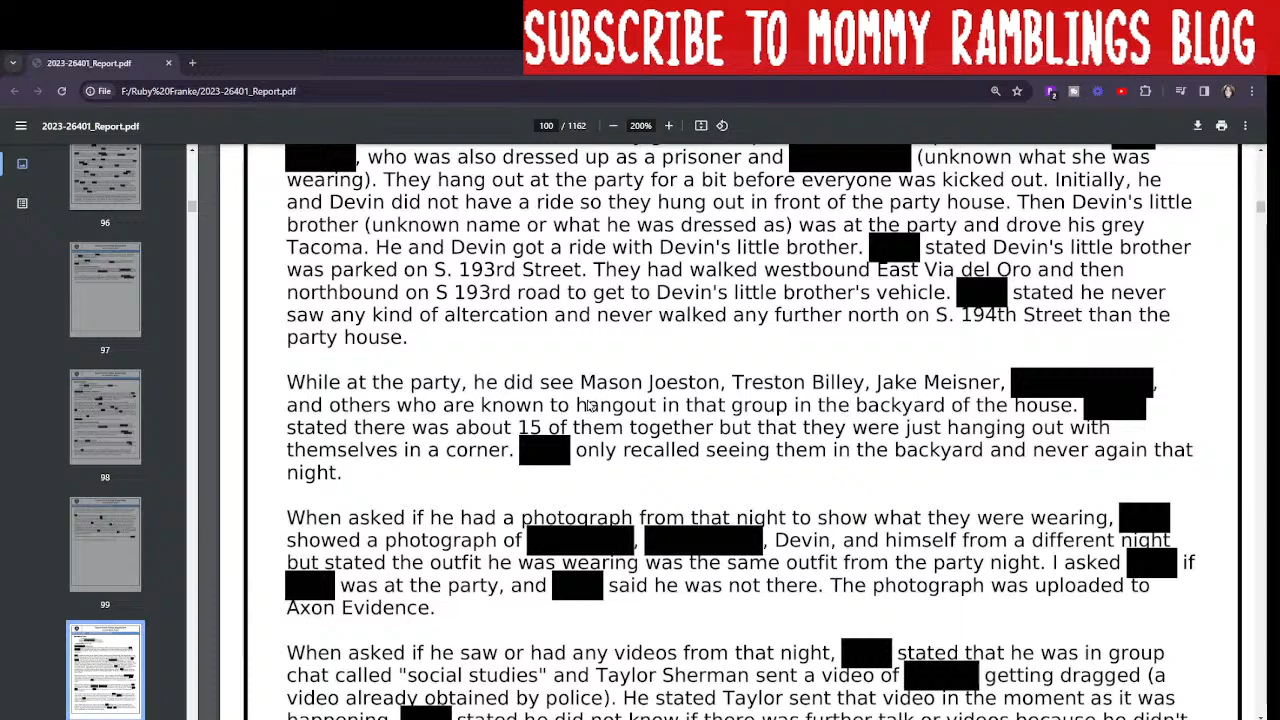 SUBSCRIBE TO MOMMY RAMBLINGS BLOG
2023-26401_Report.pdf
File F:/Ruby%20Franke/2023-26401_Report.pdf
2023-26401_Report.pdf 100 / 1162 200%
, who was also dressed up as a prisoner and (unknown what she was
wearing). They hang out at the party for a bit before everyone was kicked out. Initially, he
and Devin did not have a ride so they hung out in front of the party house. Then Devin's little
brother (unknown name or what he was dressed as) was at the party and drove his grey
Tacoma. He and Devin got a ride with Devin's little brother. stated Devin's little brother
was parked on S. 193rd Street. They had walked westbound East Via del Oro and then
northbound on S 193rd road to get to Devin's little brother's vehicle. stated he never
saw any kind of altercation and never walked any further north on S. 194th Street than the
party house.
While at the party, he did see Mason Joeston, Treston Billey, Jake Meisner, ,
and others who are known to hangout in that group in the backyard of the house.
stated there was about 15 of them together but that they were just hanging out with
themselves in a corner. only recalled seeing them in the backyard and never again that
night.
When asked if he had a photograph from that night to show what they were wearing,
showed a photograph of , , Devin, and himself from a different night
but stated the outfit he was wearing was the same outfit from the party night. I asked if
was at the party, and said he was not there. The photograph was uploaded to
Axon Evidence.
When asked if he saw or had any videos from that night, stated that he was in group
chat called "social studies" and Taylor Sherman sent a video of getting dragged (a
video already obtained by police). He stated Taylor sent that video in the moment as it was
happening. stated he did not know if there was further talk or videos because he didn't
96
97
98
99